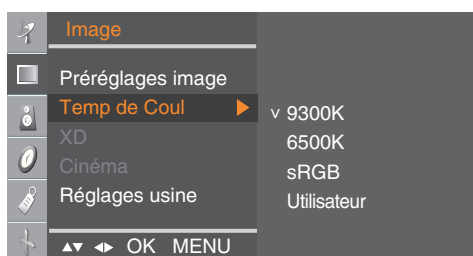 Image
Préréglages image
Temp de Coul
XD
Cinéma
Réglages usine
v 9300K
6500K
sRGB
Utilisateur
OK MENU